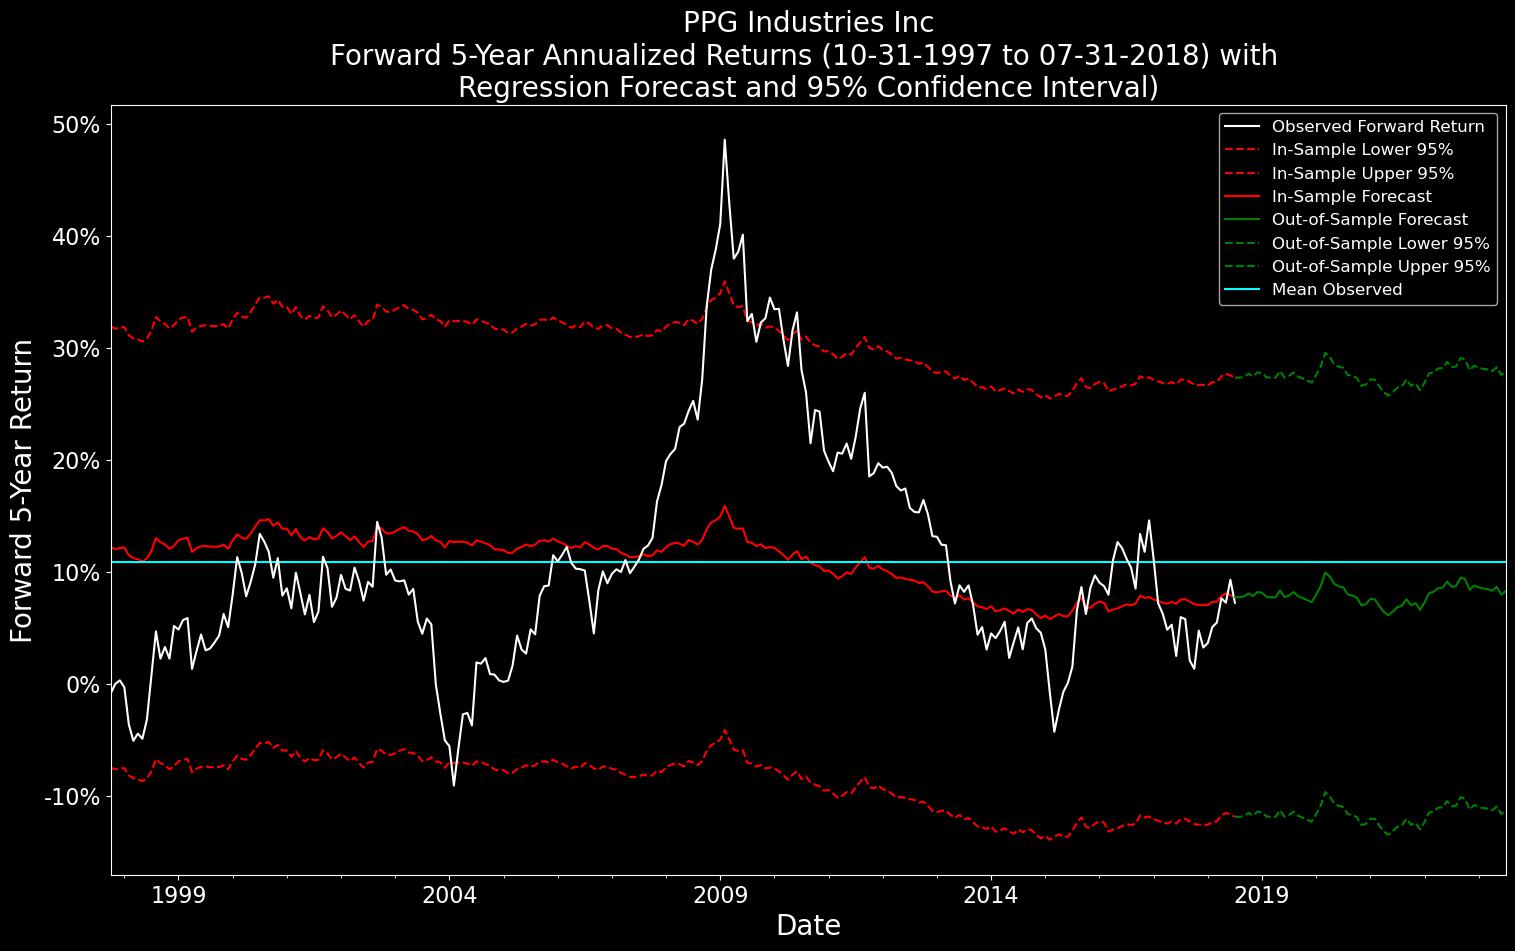 PPG Industries Inc
Forward 5-Year Annualized Returns (10-31-1997 to 07-31-2018) with
Regression Forecast and 95% Confidence Interval)
50%
40%
30%
20%
10%
0%
-10%
Forward 5-Year Return
Observed Forward Return
In-Sample Lower 95%
In-Sample Upper 95%
In-Sample Forecast
Out-of-Sample Forecast
Out-of-Sample Lower 95%
Out-of-Sample Upper 95%
Mean Observed
1999
2004
2009
2014
2019
Date